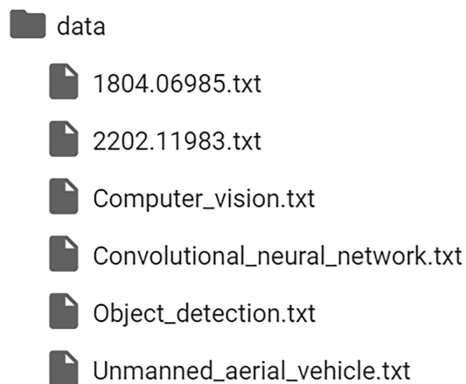 data
1804.06985.txt
2202.11983.txt
Computer_vision.txt
Convolutional_neural_network.txt
Object_detection.txt
Unmanned_aerial_vehicle.txt